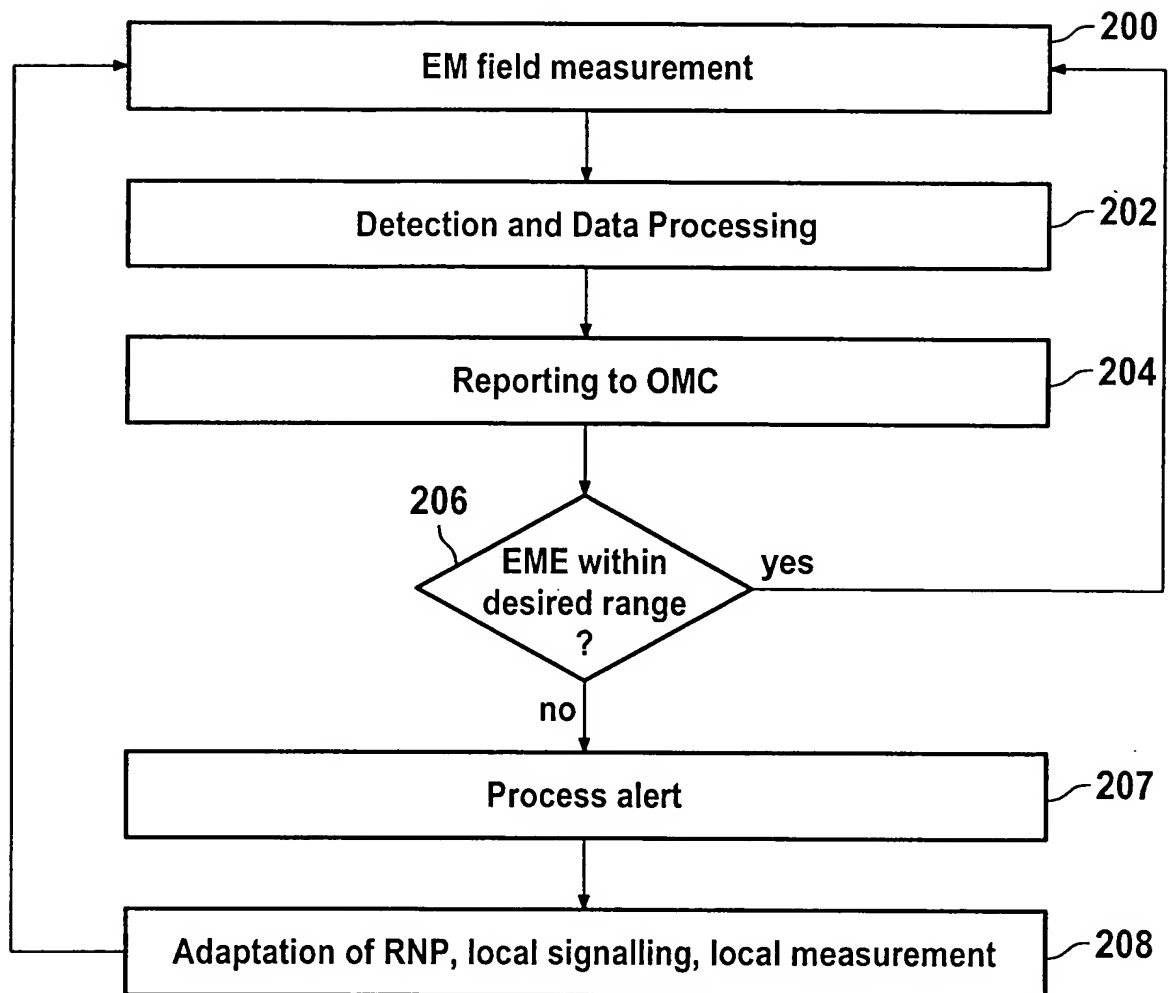 200
EM field measurement
202
Detection and Data Processing
204
Reporting to OMC
206
EME within
desired range
?
yes
no
207
Process alert
208
Adaptation of RNP, local signalling, local measurement